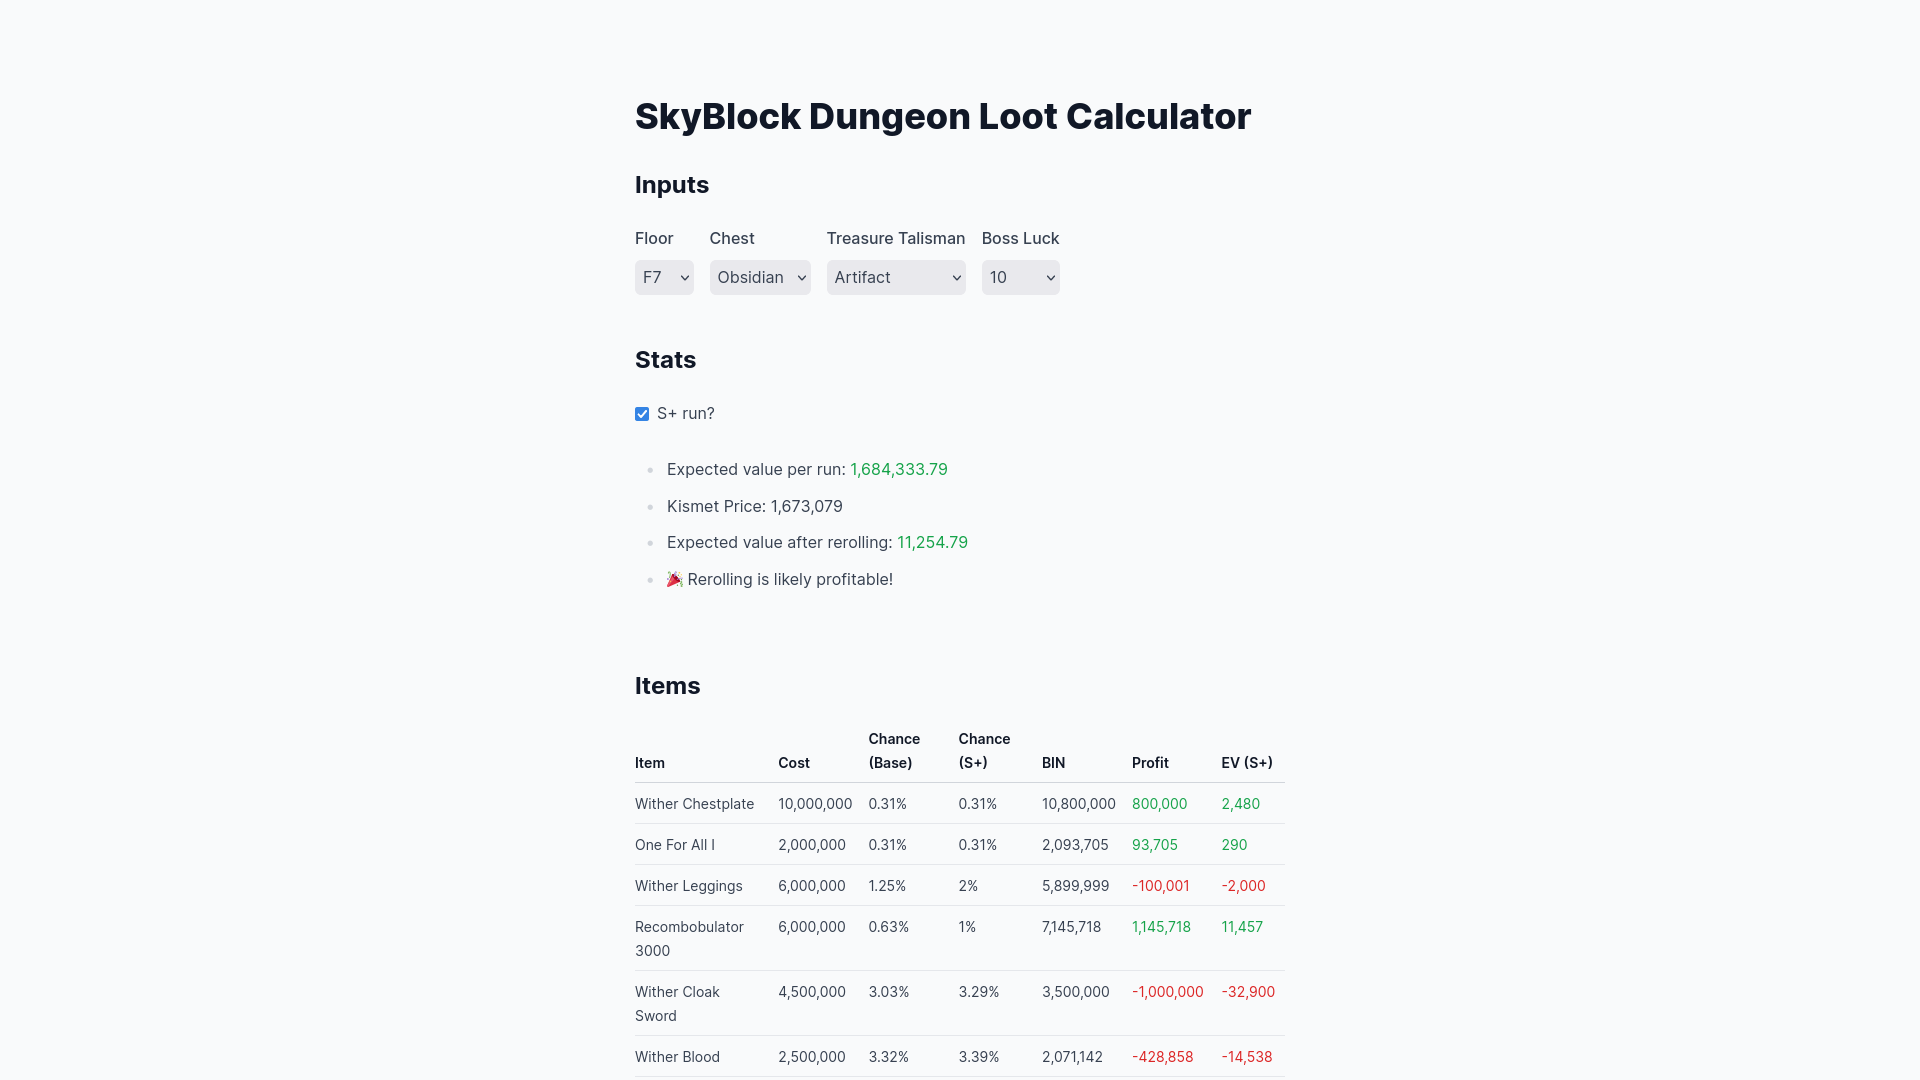 SkyBlock Dungeon Loot Calculator
Inputs
Floor Chest Treasure Talisman Boss Luck
F7 Obsidian Artifact 10
Stats
S+ run?
Expected value per run: 1,684,333.79
Kismet Price: 1,673,079
Expected value after rerolling: 11,254.79
🎉 Rerolling is likely profitable!
Items
Item Cost Chance (Base) Chance (S+) BIN Profit EV (S+)
Wither Chestplate 10,000,000 0.31% 0.31% 10,800,000 800,000 2,480
One For All I 2,000,000 0.31% 0.31% 2,093,705 93,705 290
Wither Leggings 6,000,000 1.25% 2% 5,899,999 -100,001 -2,000
Recombobulator 3000 6,000,000 0.63% 1% 7,145,718 1,145,718 11,457
Wither Cloak Sword 4,500,000 3.03% 3.29% 3,500,000 -1,000,000 -32,900
Wither Blood 2,500,000 3.32% 3.39% 2,071,142 -428,858 -14,538